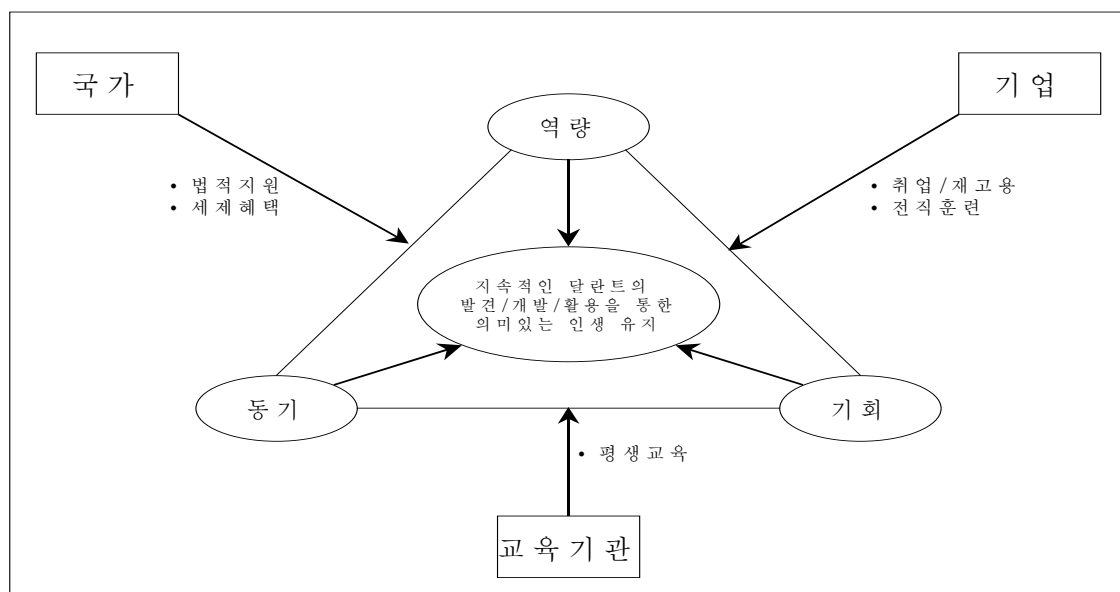 국가
기업
역량
• 법적지원
• 세제혜택
• 취업/재고용
• 전직훈련
지속적인 달란트의
발견/개발/활용을 통한
의미있는 인생 유지
동기
기회
• 평생교육
교육기관